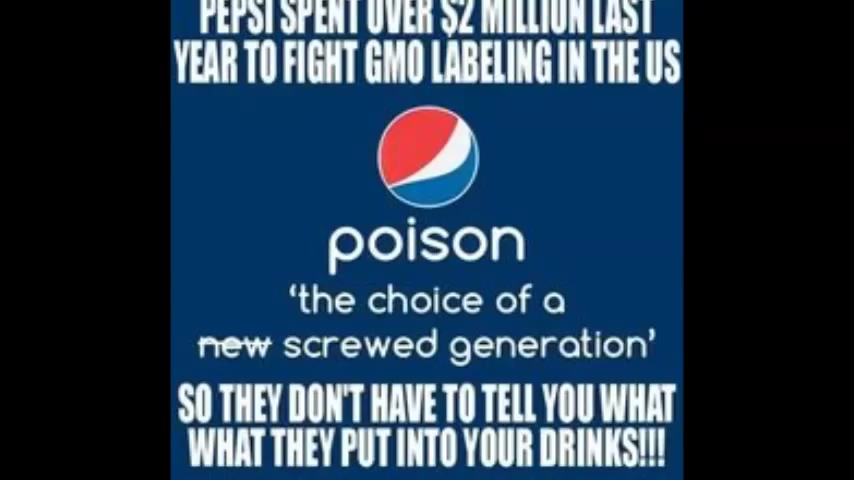 PEPSI SPENT OVER $2 MILLION LAST
YEAR TO FIGHT GMO LABELING IN THE US
poison
‘the choice of a
new screwed generation’
SO THEY DON'T HAVE TO TELL YOU WHAT
WHAT THEY PUT INTO YOUR DRINKS!!!